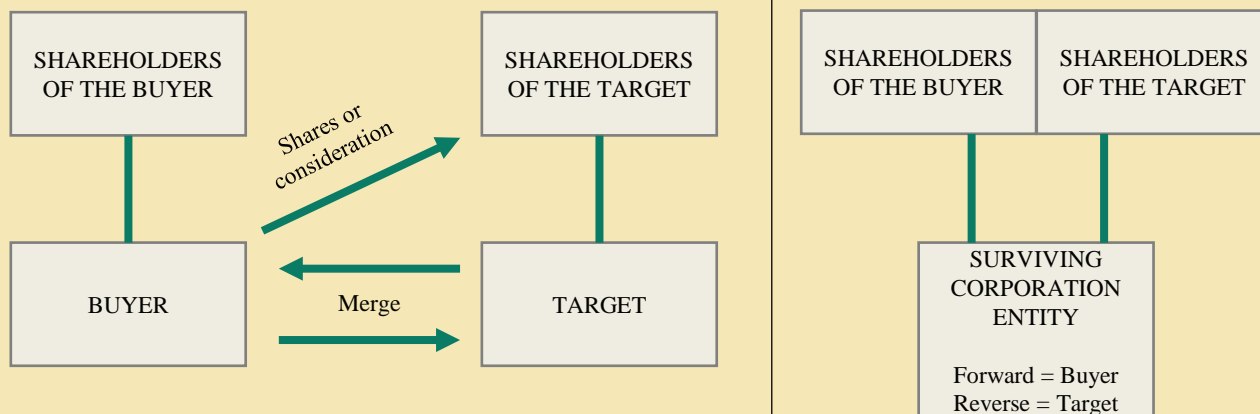 SHAREHOLDERS
OF THE BUYER
SHAREHOLDERS
OF THE TARGET
Shares or
consideration
BUYER
Merge
TARGET
SHAREHOLDERS
OF THE BUYER
SHAREHOLDERS
OF THE TARGET
SURVIVING
CORPORATION
ENTITY
Forward = Buyer
Reverse = Target